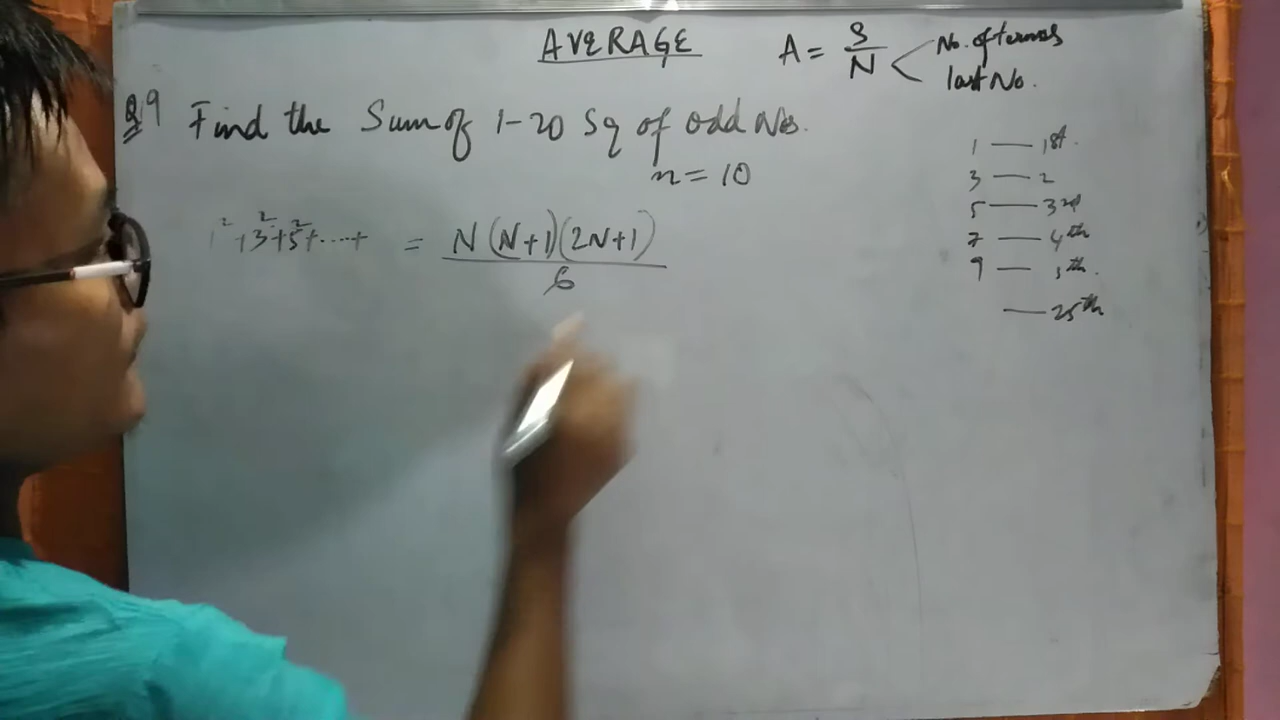 AVERAGE
A = S/N < No. of terms
last No.
Q9 Find the Sum of 1-20 Sq of odd Nos.
n = 10
1² + 3² + 5² + ..... + = N(N+1)(2N+1)/6
1 — 1st
3 — 2
5 — 3rd
7 — 4th
9 — 5th
— 25th